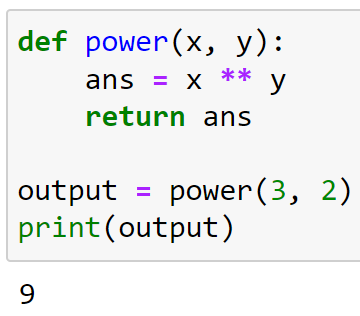 def power(x, y):
    ans = x ** y
    return ans

output = power(3, 2)
print(output)
9